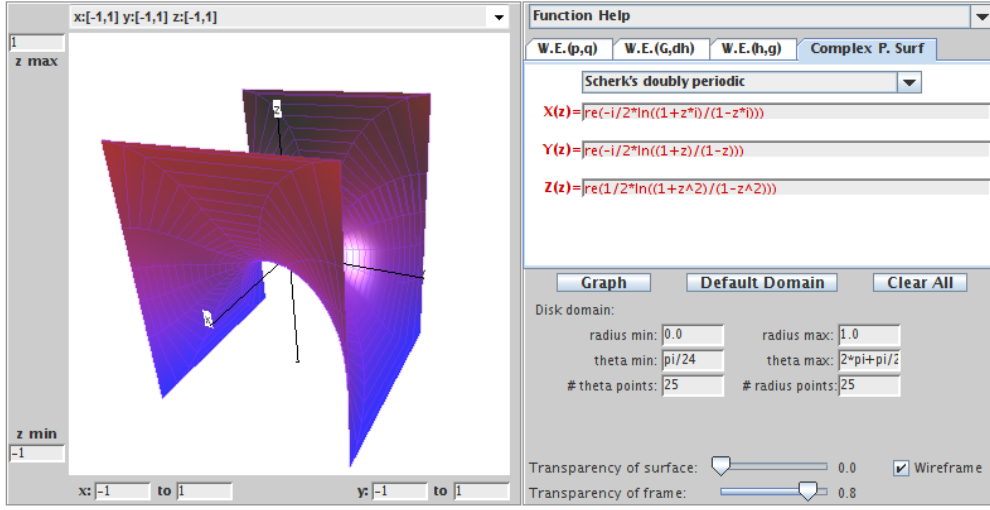 x:[-1,1] y:[-1,1] z:[-1,1]
1
z max
z
x
z min
-1
x: -1 to 1 y: -1 to 1
Function Help
W.E.(p,q) W.E.(G,dh) W.E.(h,g) Complex P. Surf
Scherk's doubly periodic
X(z)= re(-i/2*ln((1+z*i)/(1-z*i)))
Y(z)= re(-i/2*ln((1+z)/(1-z)))
Z(z)= re(1/2*ln((1+z^2)/(1-z^2)))
Graph Default Domain Clear All
Disk domain:
radius min: 0.0 radius max: 1.0
theta min: pi/24 theta max: 2*pi+pi/2
# theta points: 25 # radius points: 25
Transparency of surface: 0.0 Wireframe
Transparency of frame: 0.8